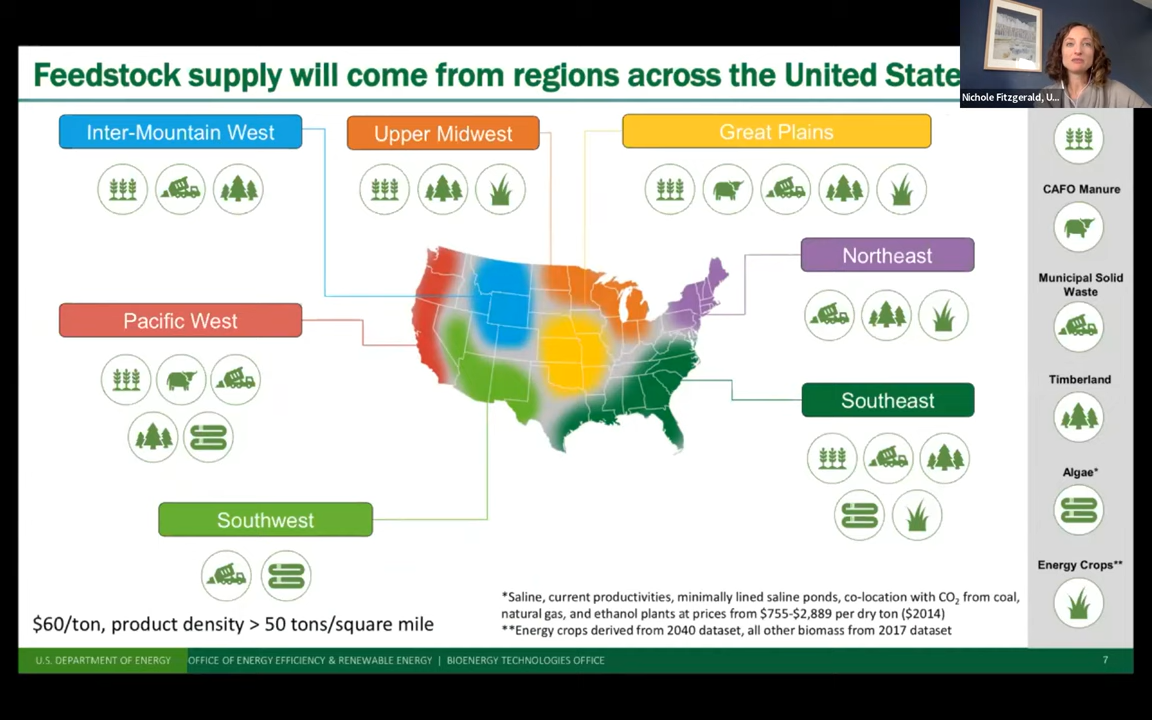 Feedstock supply will come from regions across the United State
Nichole Fitzgerald, U...
Inter-Mountain West
Upper Midwest
Great Plains
CAFO Manure
Northeast
Municipal Solid
Waste
Pacific West
Timberland
Southeast
Algae*
Southwest
Energy Crops**
*Saline, current productivities, minimally lined saline ponds, co-location with CO₂ from coal,
natural gas, and ethanol plants at prices from $755-$2,889 per dry ton ($2014)
**Energy crops derived from 2040 dataset, all other biomass from 2017 dataset
$60/ton, product density > 50 tons/square mile
U.S. DEPARTMENT OF ENERGY OFFICE OF ENERGY EFFICIENCY & RENEWABLE ENERGY | BIOENERGY TECHNOLOGIES OFFICE 7